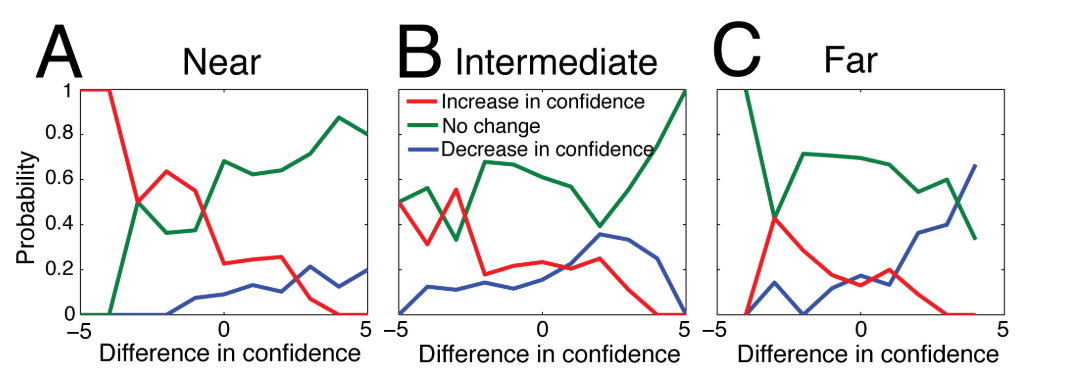 A Near
B Intermediate
C Far
Increase in confidence
No change
Decrease in confidence
Probability
1
0.8
0.6
0.4
0.2
0
−5 0 5
−5 0 5
−5 0 5
Difference in confidence
Difference in confidence
Difference in confidence